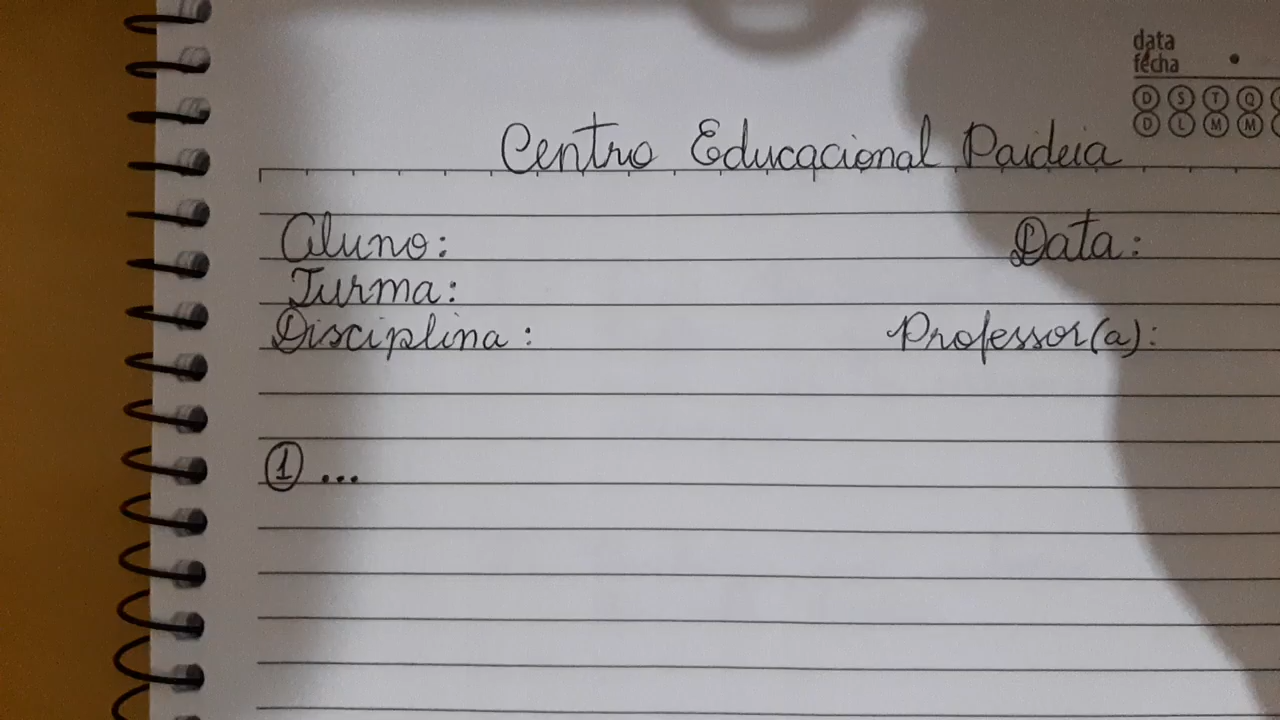 data
fecha
D S T Q
D L M M
Centro Educacional Paideia
Aluno: Data:
Turma:
Disciplina: Professor(a):
1 ...